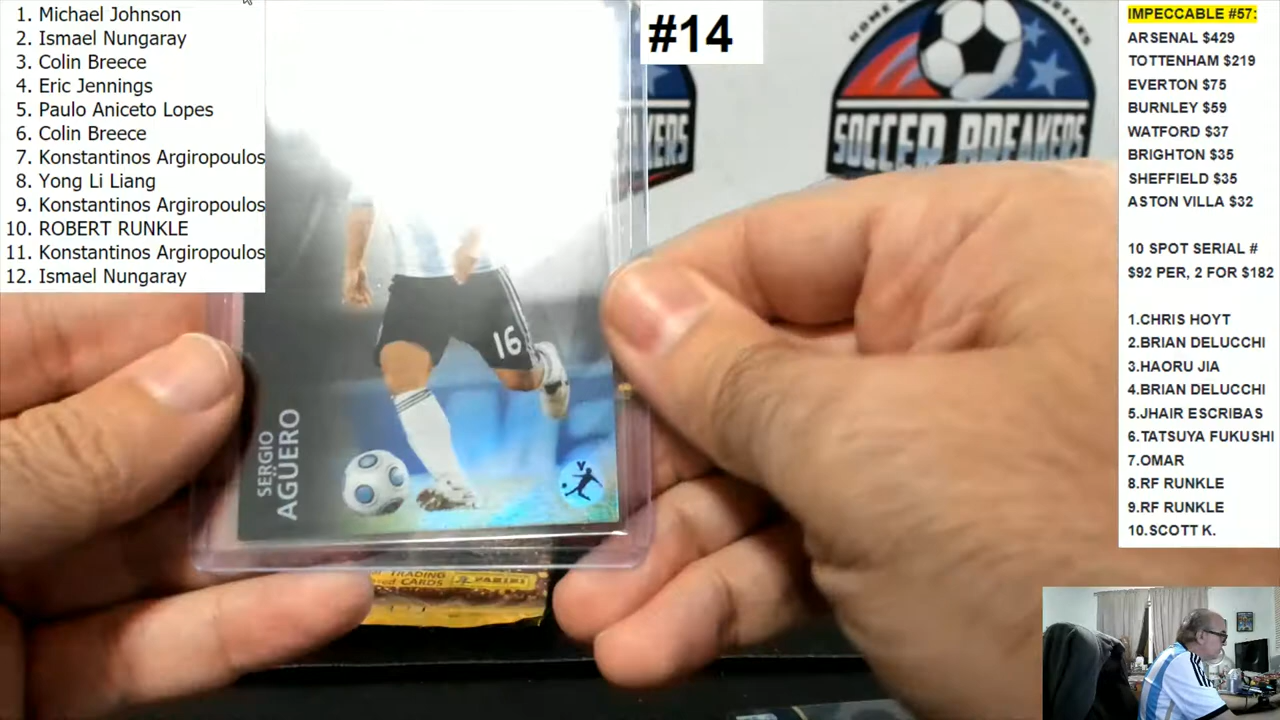 1. Michael Johnson
2. Ismael Nungaray
3. Colin Breece
4. Eric Jennings
5. Paulo Aniceto Lopes
6. Colin Breece
7. Konstantinos Argiropoulos
8. Yong Li Liang
9. Konstantinos Argiropoulos
10. ROBERT RUNKLE
11. Konstantinos Argiropoulos
12. Ismael Nungaray
#14
SOCCER BREAKERS
16
SERGIO
AGÜERO
TRADING
CARDS
PANINI
IMPECCABLE #57:
ARSENAL $429
TOTTENHAM $219
EVERTON $75
BURNLEY $59
WATFORD $37
BRIGHTON $35
SHEFFIELD $35
ASTON VILLA $32
10 SPOT SERIAL #
$92 PER, 2 FOR $182
1.CHRIS HOYT
2.BRIAN DELUCCHI
3.HAORU JIA
4.BRIAN DELUCCHI
5.JHAIR ESCRIBAS
6.TATSUYA FUKUSHI
7.OMAR
8.RF RUNKLE
9.RF RUNKLE
10.SCOTT K.